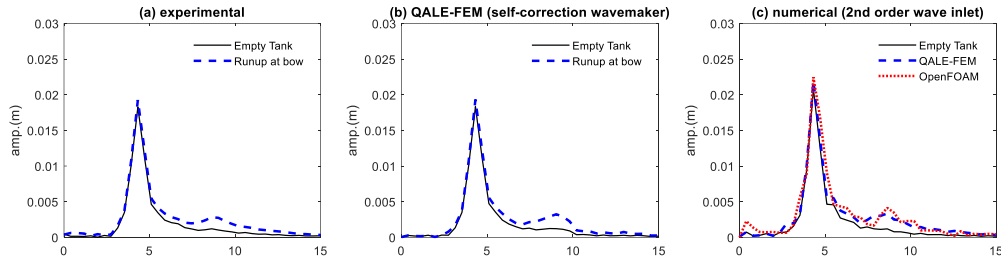 (a) experimental
0.03
0.025
0.02
0.015
0.01
0.005
0
amp.(m)
Empty Tank
Runup at bow
0 5 10 15
(b) QALE-FEM (self-correction wavemaker)
0.03
0.025
0.02
0.015
0.01
0.005
0
amp.(m)
Empty Tank
Runup at bow
0 5 10 15
(c) numerical (2nd order wave inlet)
0.03
0.025
0.02
0.015
0.01
0.005
0
amp.(m)
Empty Tank
QALE-FEM
OpenFOAM
0 5 10 15